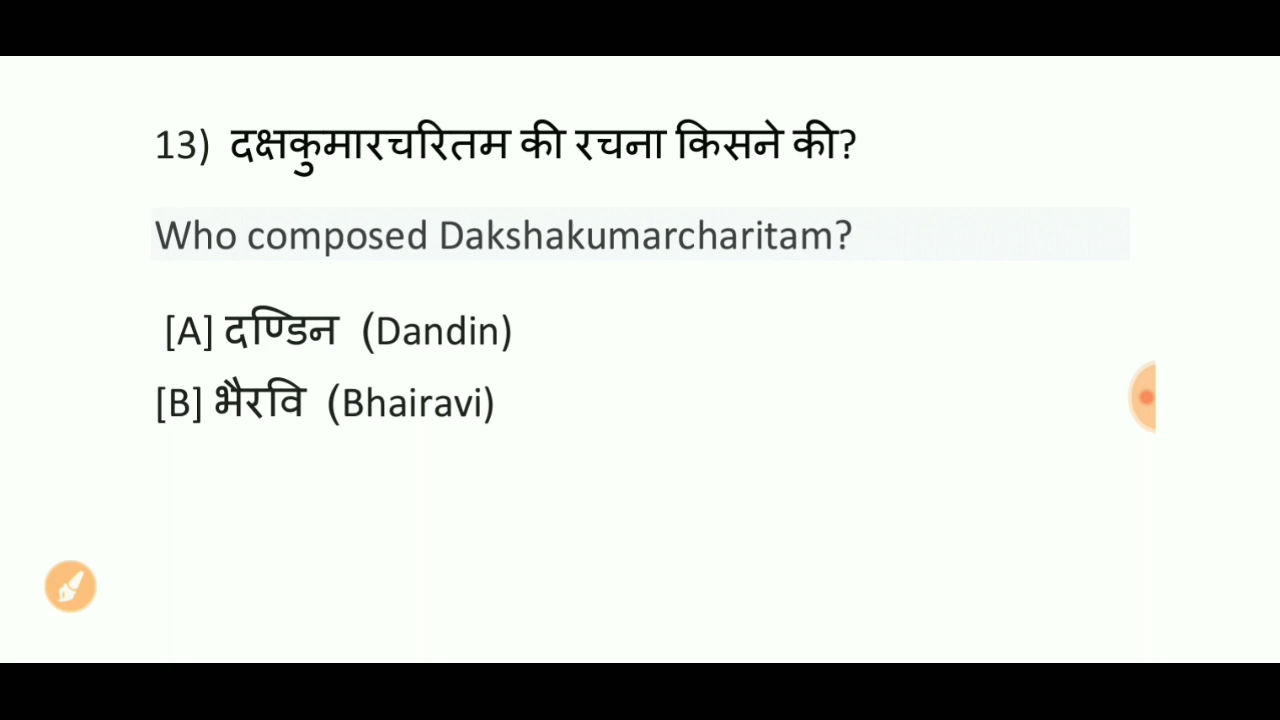 13) दक्षकुमारचरितम की रचना किसने की?
Who composed Dakshakumarcharitam?
[A] दण्डिन (Dandin)
[B] भैरवि (Bhairavi)